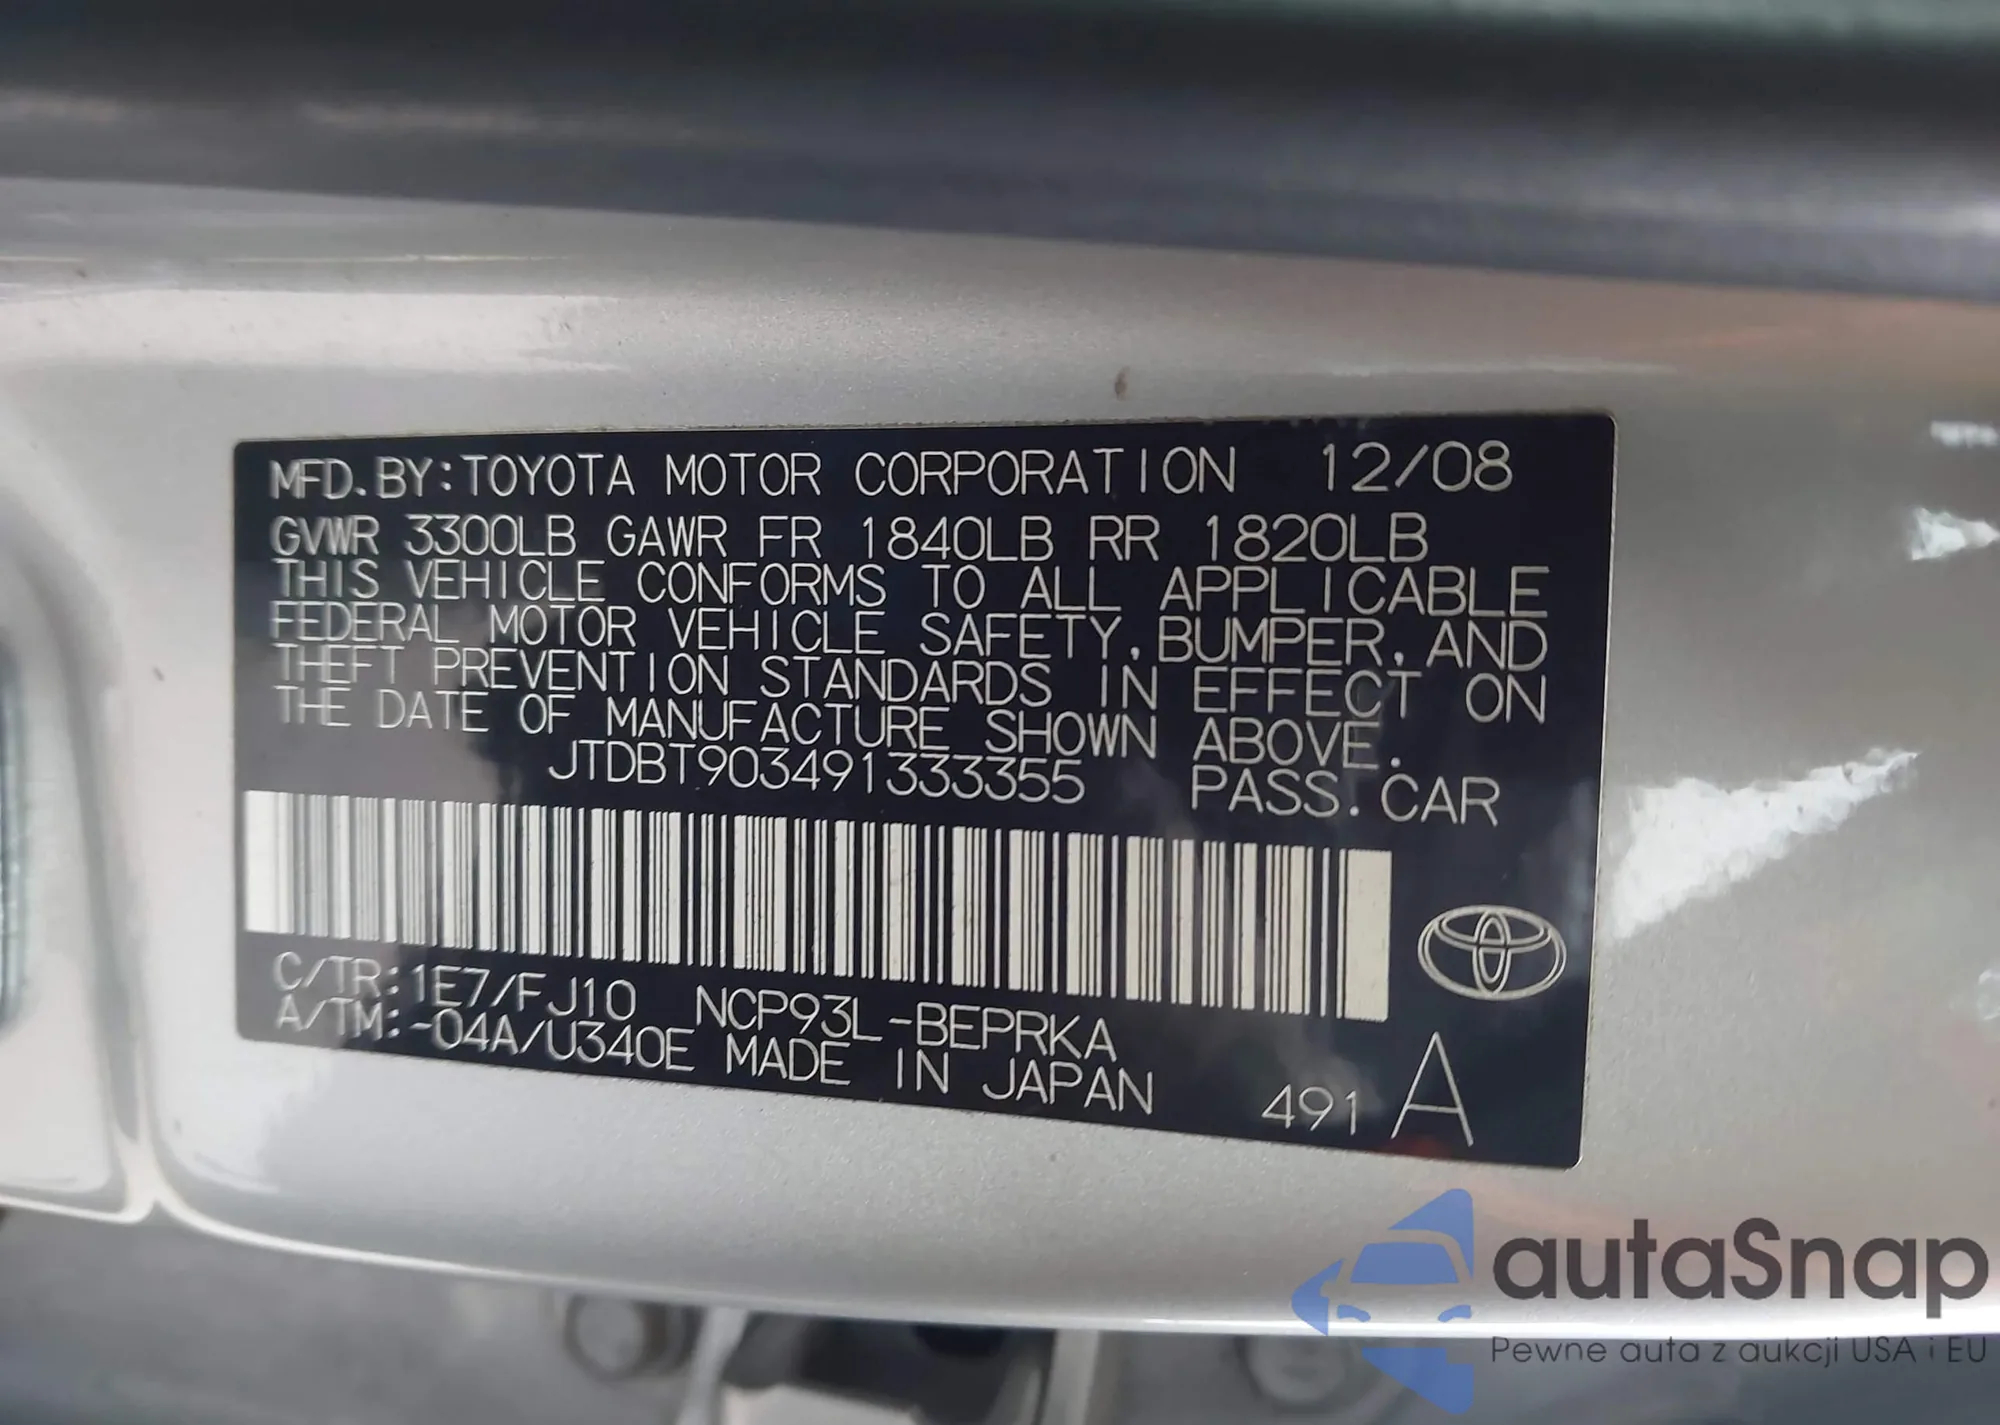 MFD. BY: TOYOTA MOTOR CORPORATION 12/08
GVWR 3300LB GAWR FR 1840LB RR 1820LB
THIS VEHICLE CONFORMS TO ALL APPLICABLE
FEDERAL MOTOR VEHICLE SAFETY, BUMPER, AND
THEFT PREVENTION STANDARDS IN EFFECT ON
THE DATE OF MANUFACTURE SHOWN ABOVE.
JTDBT903491333355 PASS. CAR
C/TR: 1E7/FJ10 NCP93L-BEPRKA
A/TM: -04A/U340E MADE IN JAPAN 491 A
autaSnap
Pewne auta z aukcji USA i EU